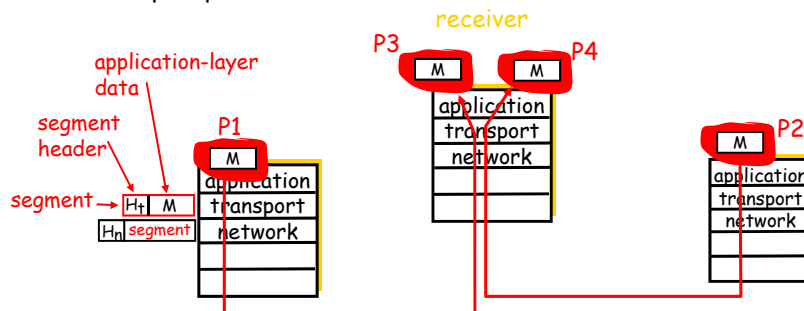 receiver
P3
P4
M
M
application
transport
network
application-layer
data
segment
header
segment
P1
M
application
transport
network
Ht M
Hn segment
P2
M
application
transport
network